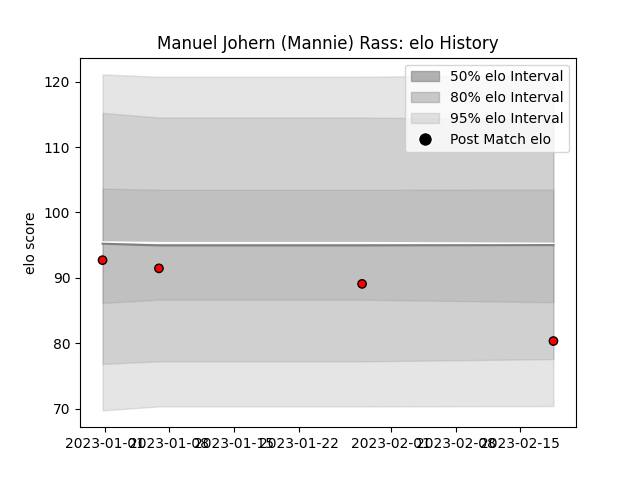 Manuel Johern (Mannie) Rass: elo History
50% elo Interval
80% elo Interval
95% elo Interval
Post Match elo
elo score
120
110
100
90
80
70
2023-01-01
2023-01-08
2023-01-15
2023-01-22
2023-02-01
2023-02-08
2023-02-15